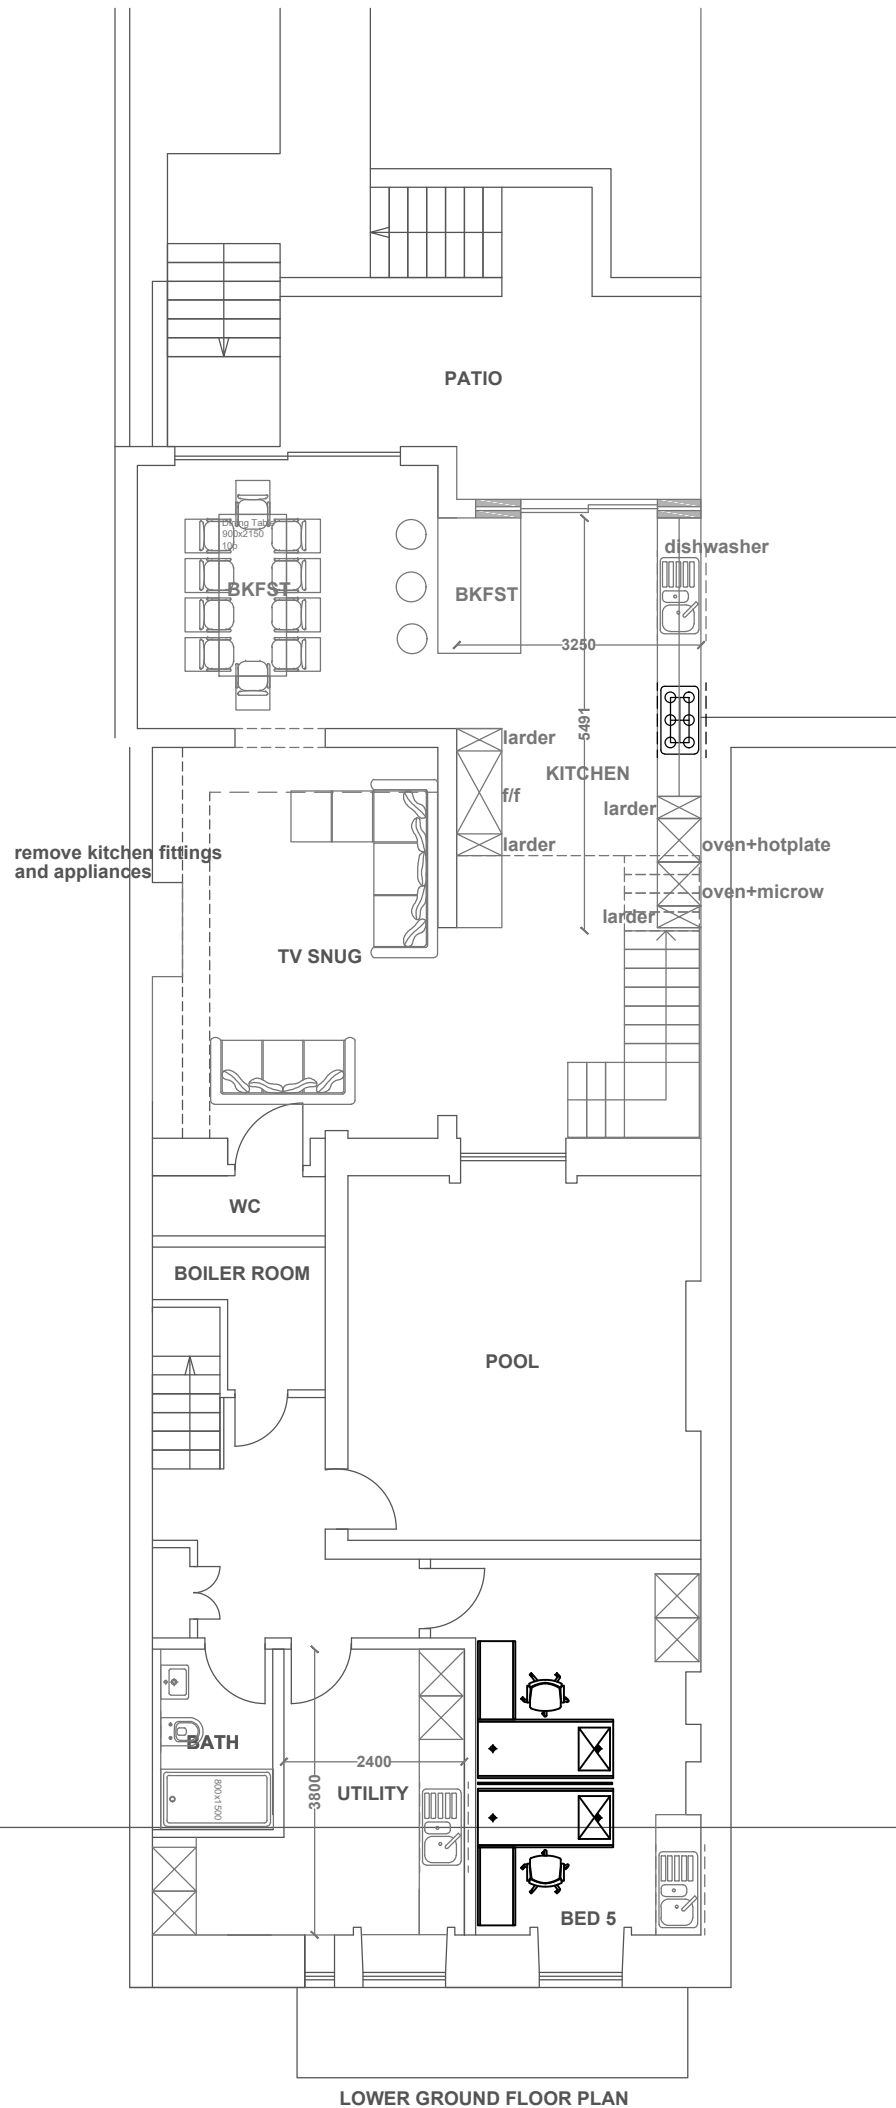 PATIO
dishwasher
Dining Table
900x2150
10p
BKFST
BKFST
3250
5491
larder
KITCHEN
f/f
larder
larder
oven+hotplate
remove kitchen fittings
and appliances
oven+microw
larder
TV SNUG
WC
BOILER ROOM
POOL
BATH
2400
3800
UTILITY
800x1500
BED 5
LOWER GROUND FLOOR PLAN